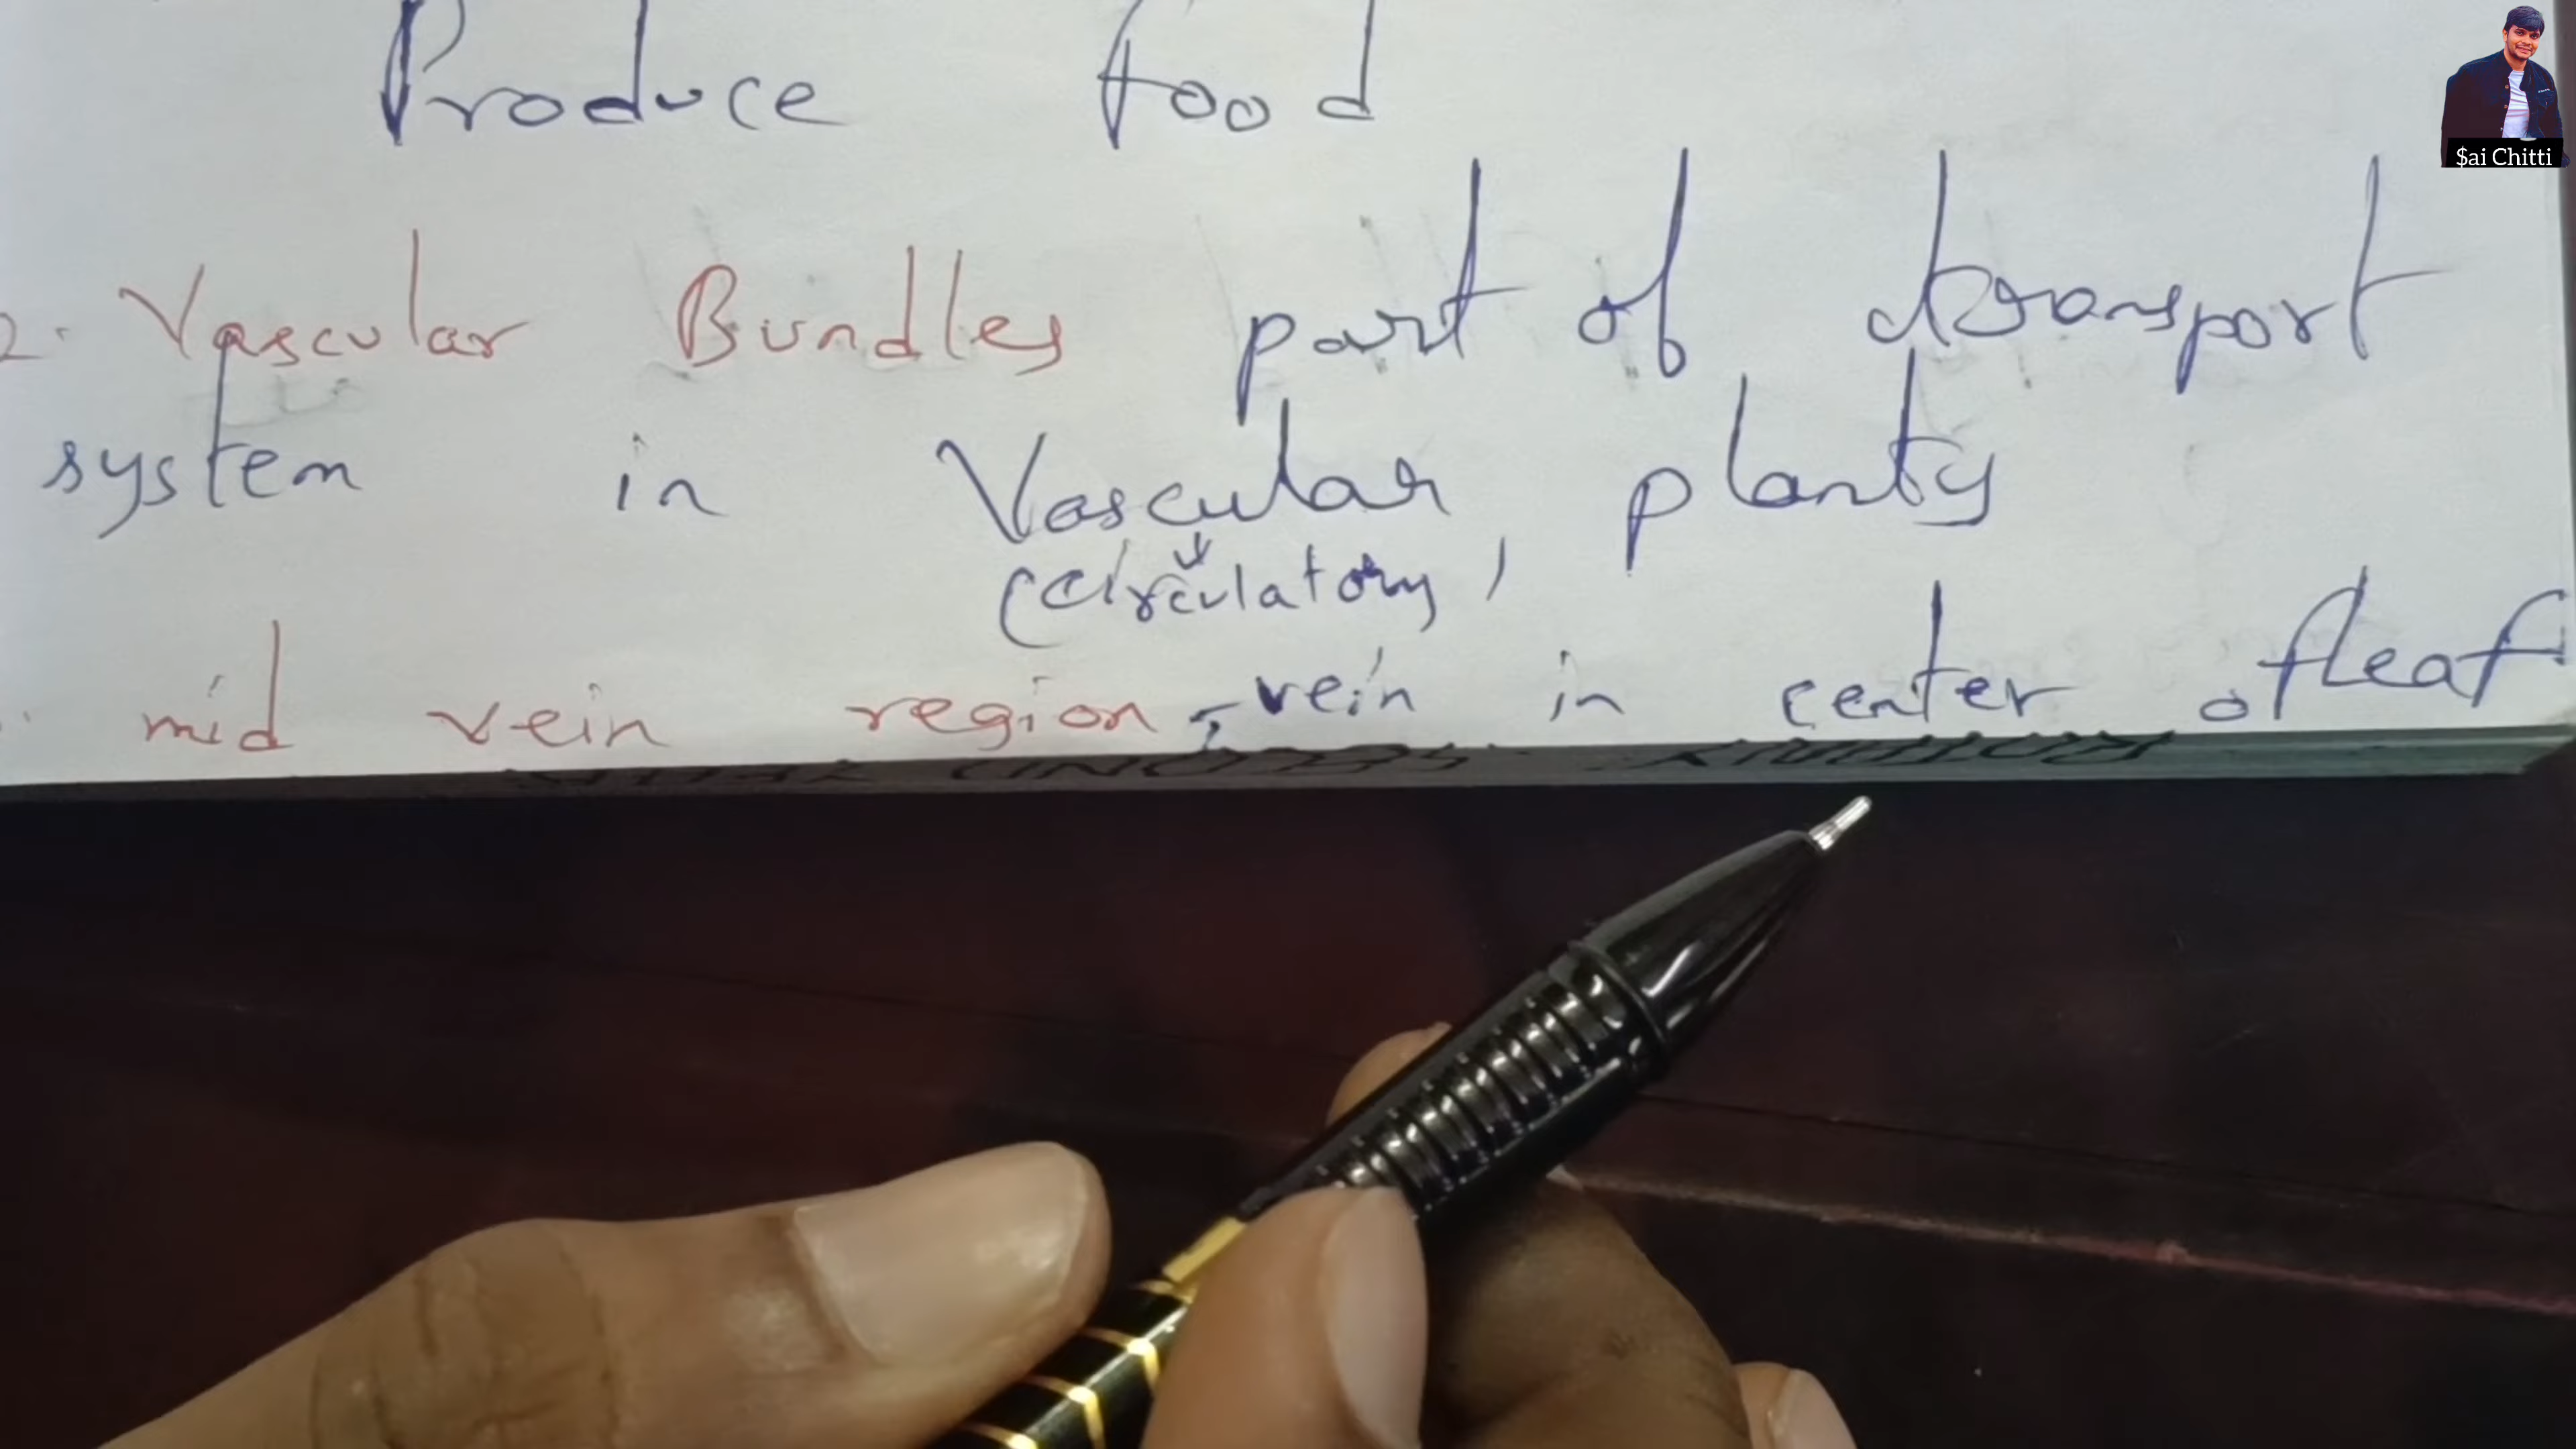 Produce food
$ai Chitti
2. Vascular Bundles part of transport
system in Vascular plants
(circulatory)
mid vein region - vein in center of leaf